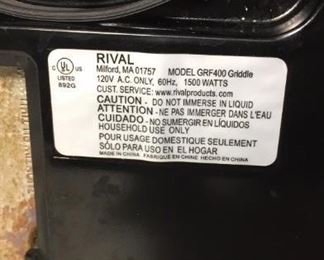 RIVAL
Milford, MA 01757 MODEL GRF400 Griddle
120V A.C. ONLY, 60Hz, 1500 WATTS
CUST. SERVICE: www.rivalproducts.com
CAUTION - DO NOT IMMERSE IN LIQUID
ATTENTION - NE PAS IMMERGER DANS L'EAU
CUIDADO - NO SUMERGIR EN LÍQUIDOS
HOUSEHOLD USE ONLY
POUR USAGE DOMESTIQUE SEULEMENT
SÓLO PARA USO EN EL HOGAR
MADE IN CHINA FABRIQUE EN CHINE HECHO EN CHINA
C UL US
LISTED
892G